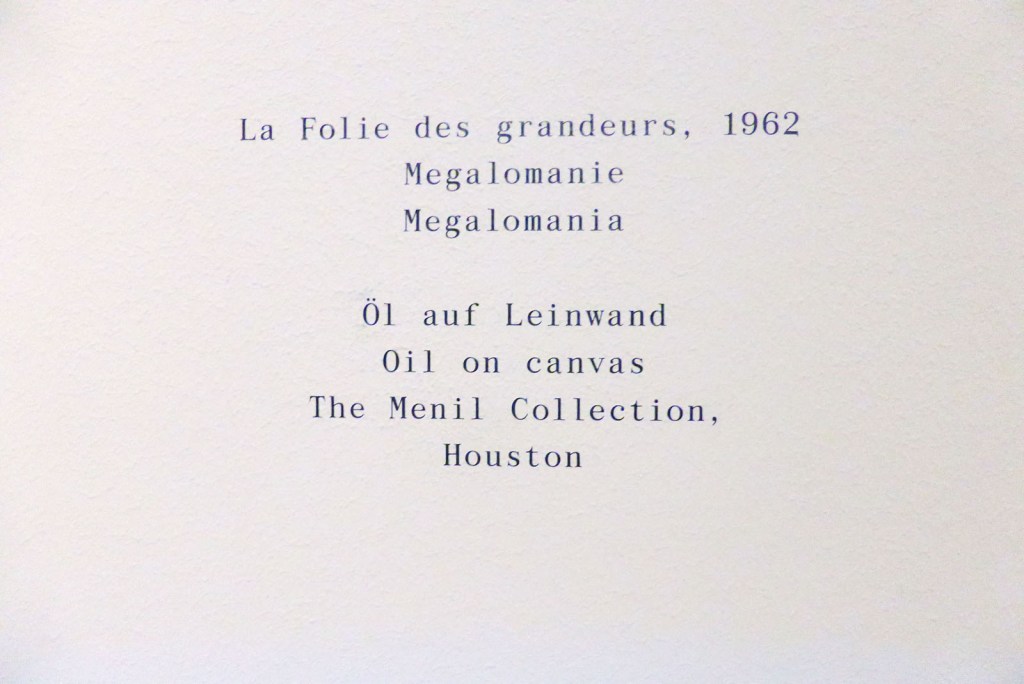 La Folie des grandeurs, 1962
Megalomanie
Megalomania
Öl auf Leinwand
Oil on canvas
The Menil Collection,
Houston